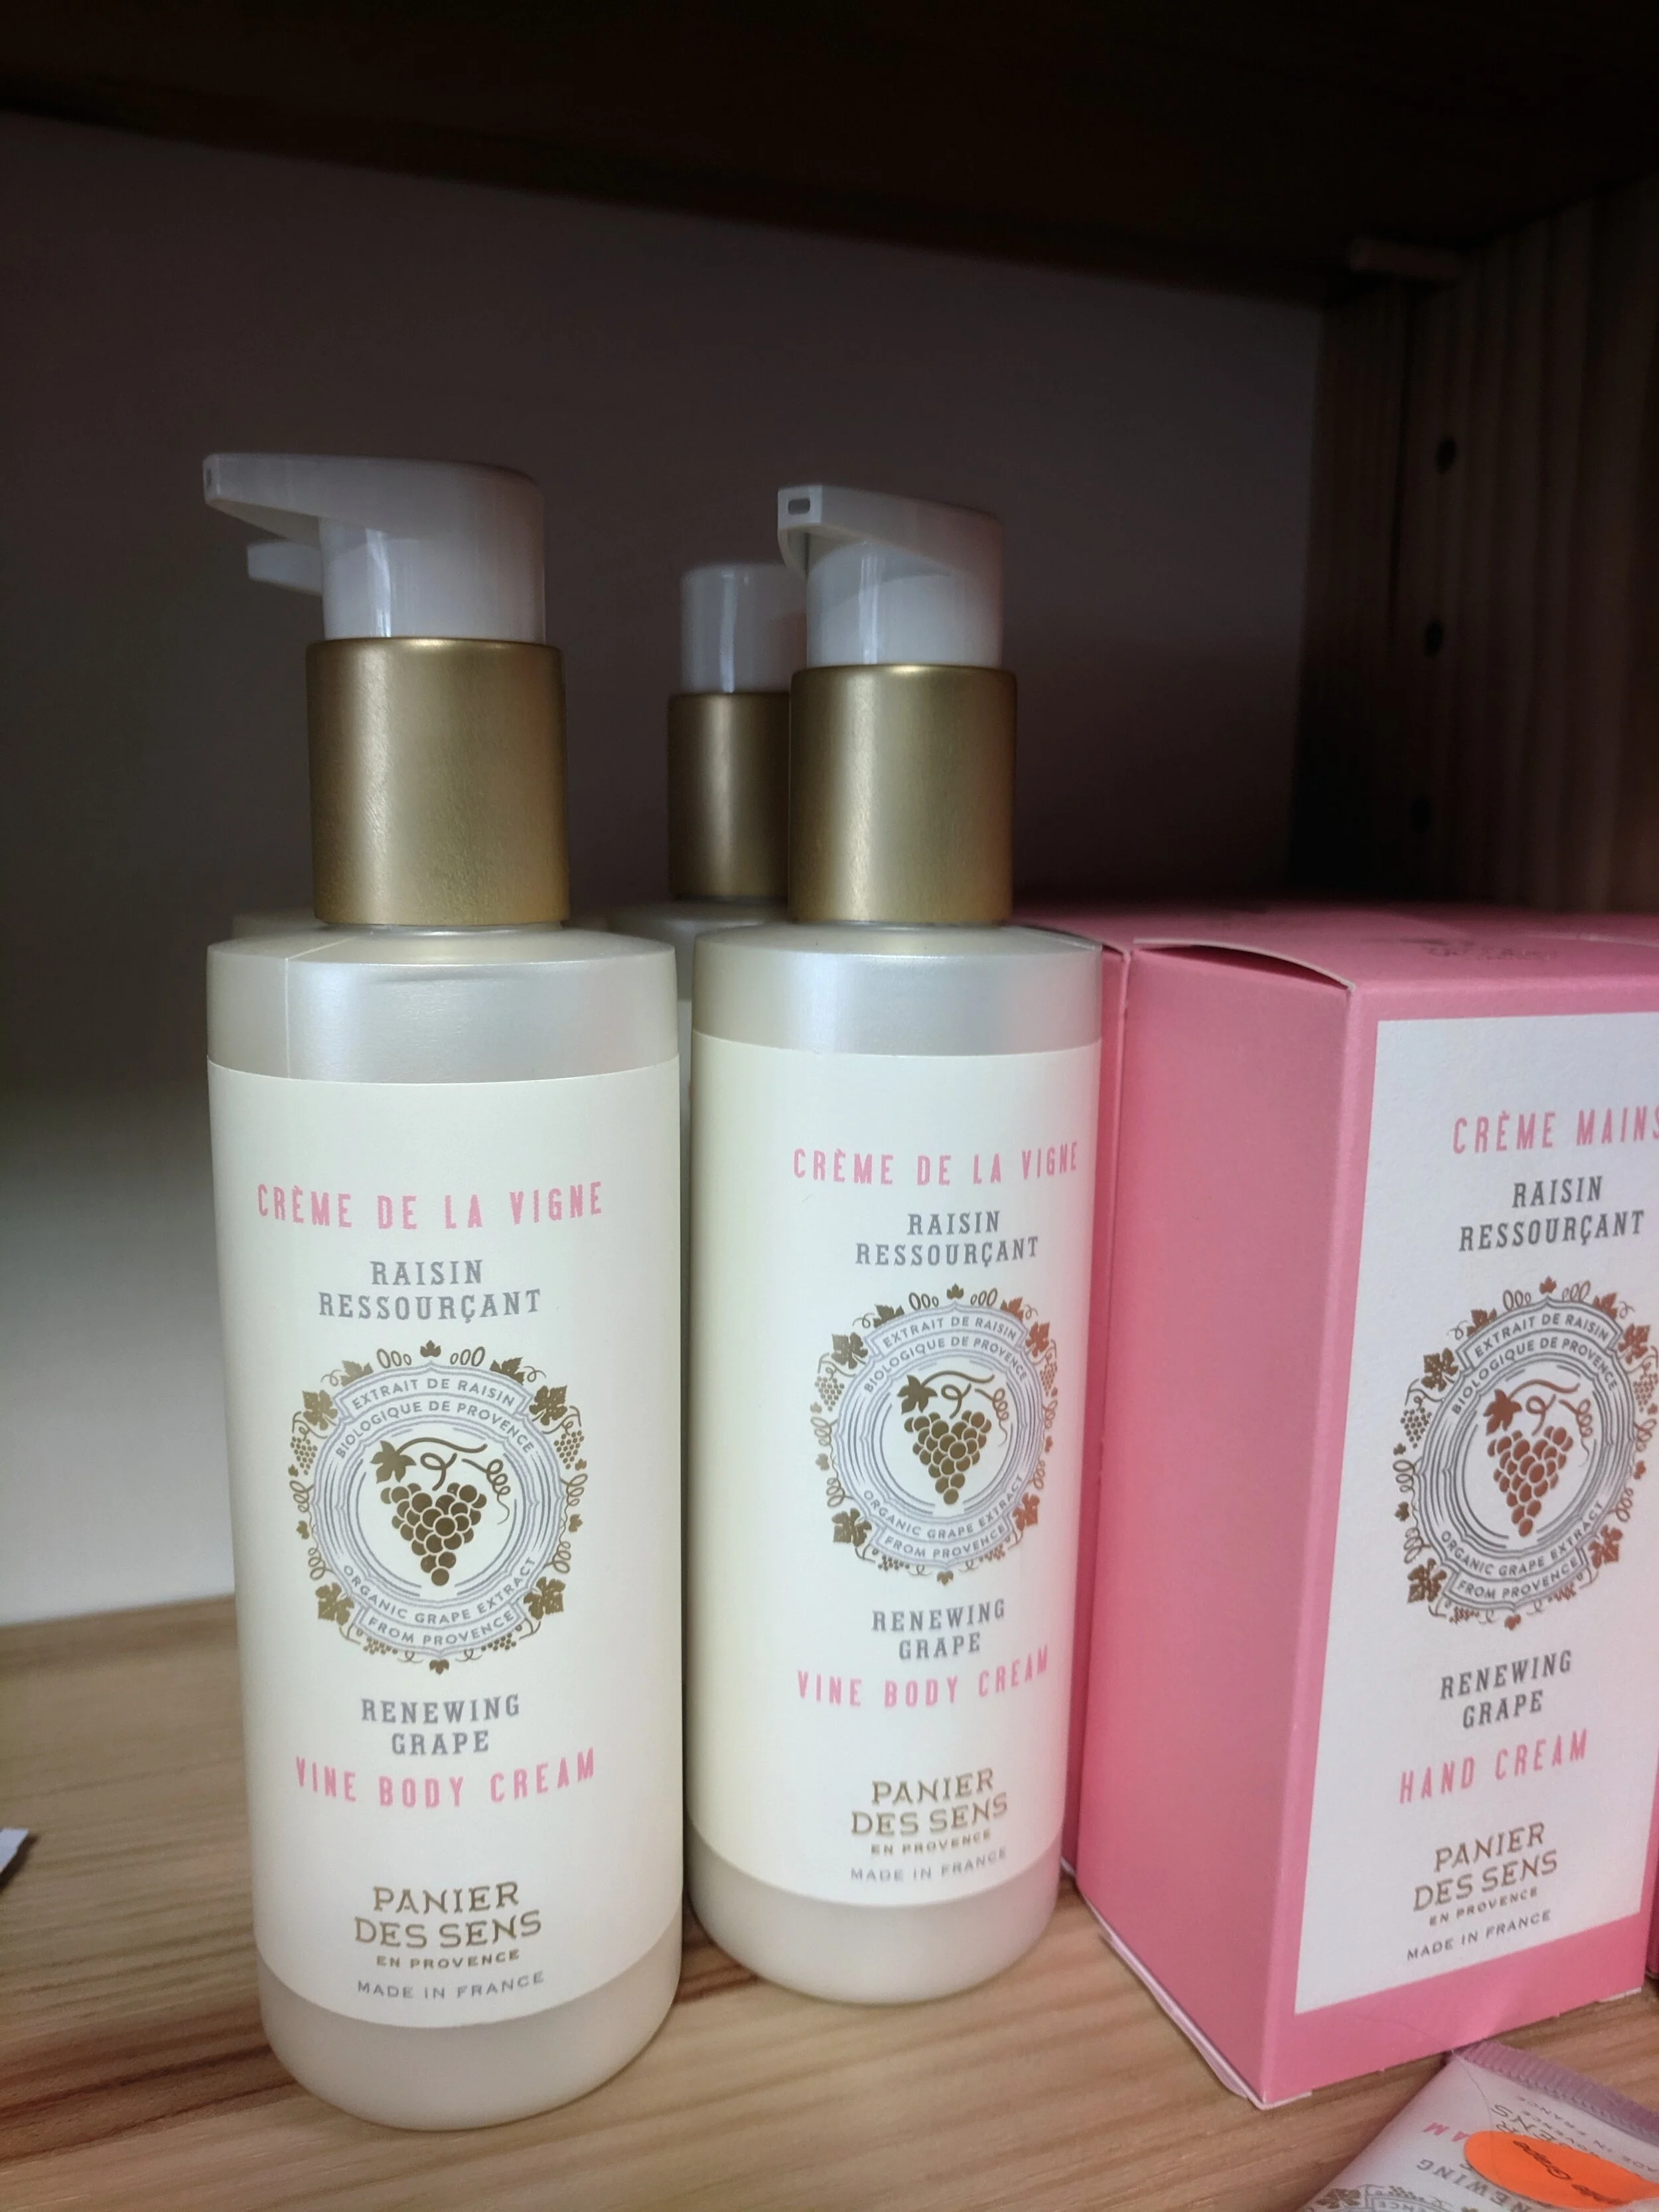 CRÈME DE LA VIGNE
RAISIN
RESSOURÇANT
EXTRAIT DE RAISIN
BIOLOGIQUE DE PROVENCE
ORGANIC GRAPE EXTRACT
FROM PROVENCE
RENEWING
GRAPE
VINE BODY CREAM
PANIER
DES SENS
EN PROVENCE
MADE IN FRANCE
CRÈME DE LA VIGNE
RAISIN
RESSOURÇANT
EXTRAIT DE RAISIN
BIOLOGIQUE DE PROVENCE
ORGANIC GRAPE EXTRACT
FROM PROVENCE
RENEWING
GRAPE
VINE BODY CREAM
PANIER
DES SENS
EN PROVENCE
MADE IN FRANCE
CRÈME MAINS
RAISIN
RESSOURÇANT
EXTRAIT DE RAISIN
BIOLOGIQUE DE PROVENCE
ORGANIC GRAPE EXTRACT
FROM PROVENCE
RENEWING
GRAPE
HAND CREAM
PANIER
DES SENS
EN PROVENCE
MADE IN FRANCE
Grape